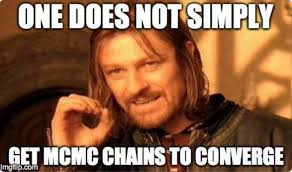 ONE DOES NOT SIMPLY
GET MCMC CHAINS TO CONVERGE
imgflip.com